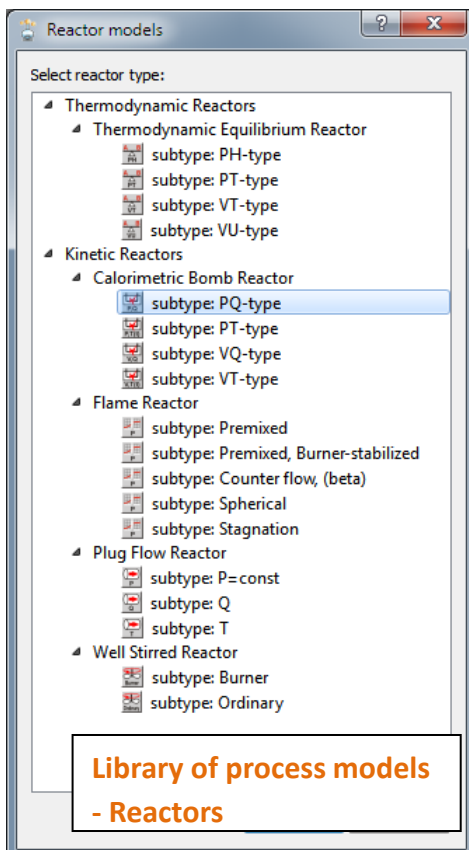 Reactor models
Select reactor type:
Thermodynamic Reactors
Thermodynamic Equilibrium Reactor
subtype: PH-type
subtype: PT-type
subtype: VT-type
subtype: VU-type
Kinetic Reactors
Calorimetric Bomb Reactor
subtype: PQ-type
subtype: PT-type
subtype: VQ-type
subtype: VT-type
Flame Reactor
subtype: Premixed
subtype: Premixed, Burner-stabilized
subtype: Counter flow, (beta)
subtype: Spherical
subtype: Stagnation
Plug Flow Reactor
subtype: P=const
subtype: Q
subtype: T
Well Stirred Reactor
subtype: Burner
subtype: Ordinary
Library of process models
- Reactors